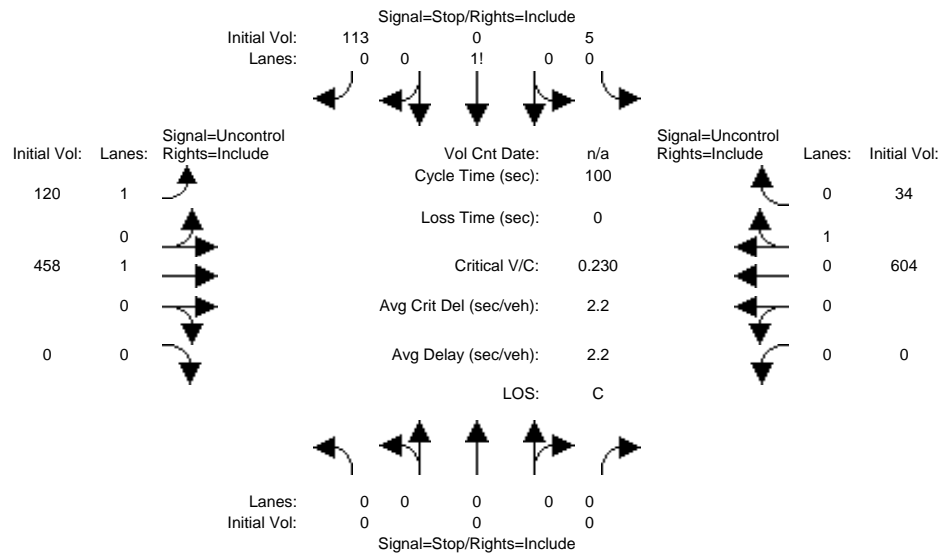 Signal=Stop/Rights=Include
Initial Vol: 113 0 5
Lanes: 0 0 1! 0 0
Signal=Uncontrol
Rights=Include
Initial Vol: Lanes:
120 1
0
458 1
0
0 0
Vol Cnt Date: n/a
Cycle Time (sec): 100
Loss Time (sec): 0
Critical V/C: 0.230
Avg Crit Del (sec/veh): 2.2
Avg Delay (sec/veh): 2.2
LOS: C
Signal=Uncontrol
Rights=Include
Lanes: Initial Vol:
0 34
1
0 604
0
0 0
Lanes: 0 0 0 0 0
Initial Vol: 0 0 0
Signal=Stop/Rights=Include